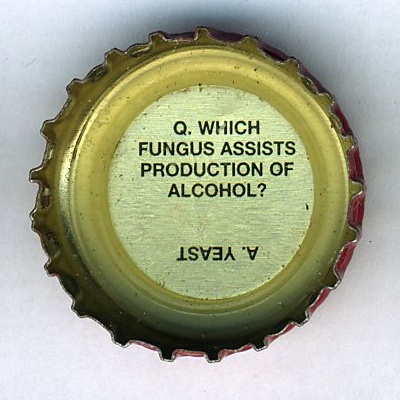 Q. WHICH
FUNGUS ASSISTS
PRODUCTION OF
ALCOHOL?
A. YEAST